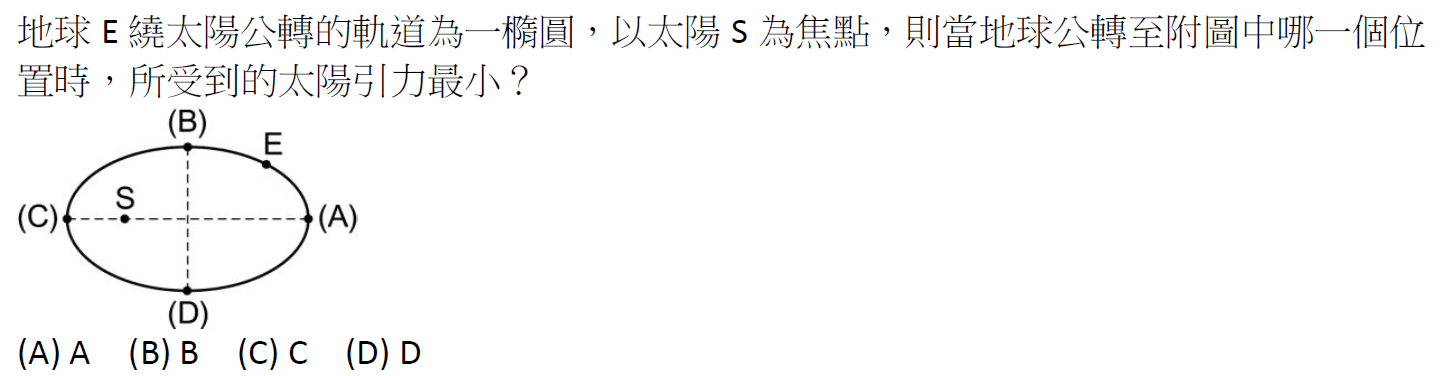 地球 E 繞太陽公轉的軌道為一橢圓，以太陽 S 為焦點，則當地球公轉至附圖中哪一個位
置時，所受到的太陽引力最小？
(B)
E
S
(C)
(A)
(D)
(A) A (B) B (C) C (D) D